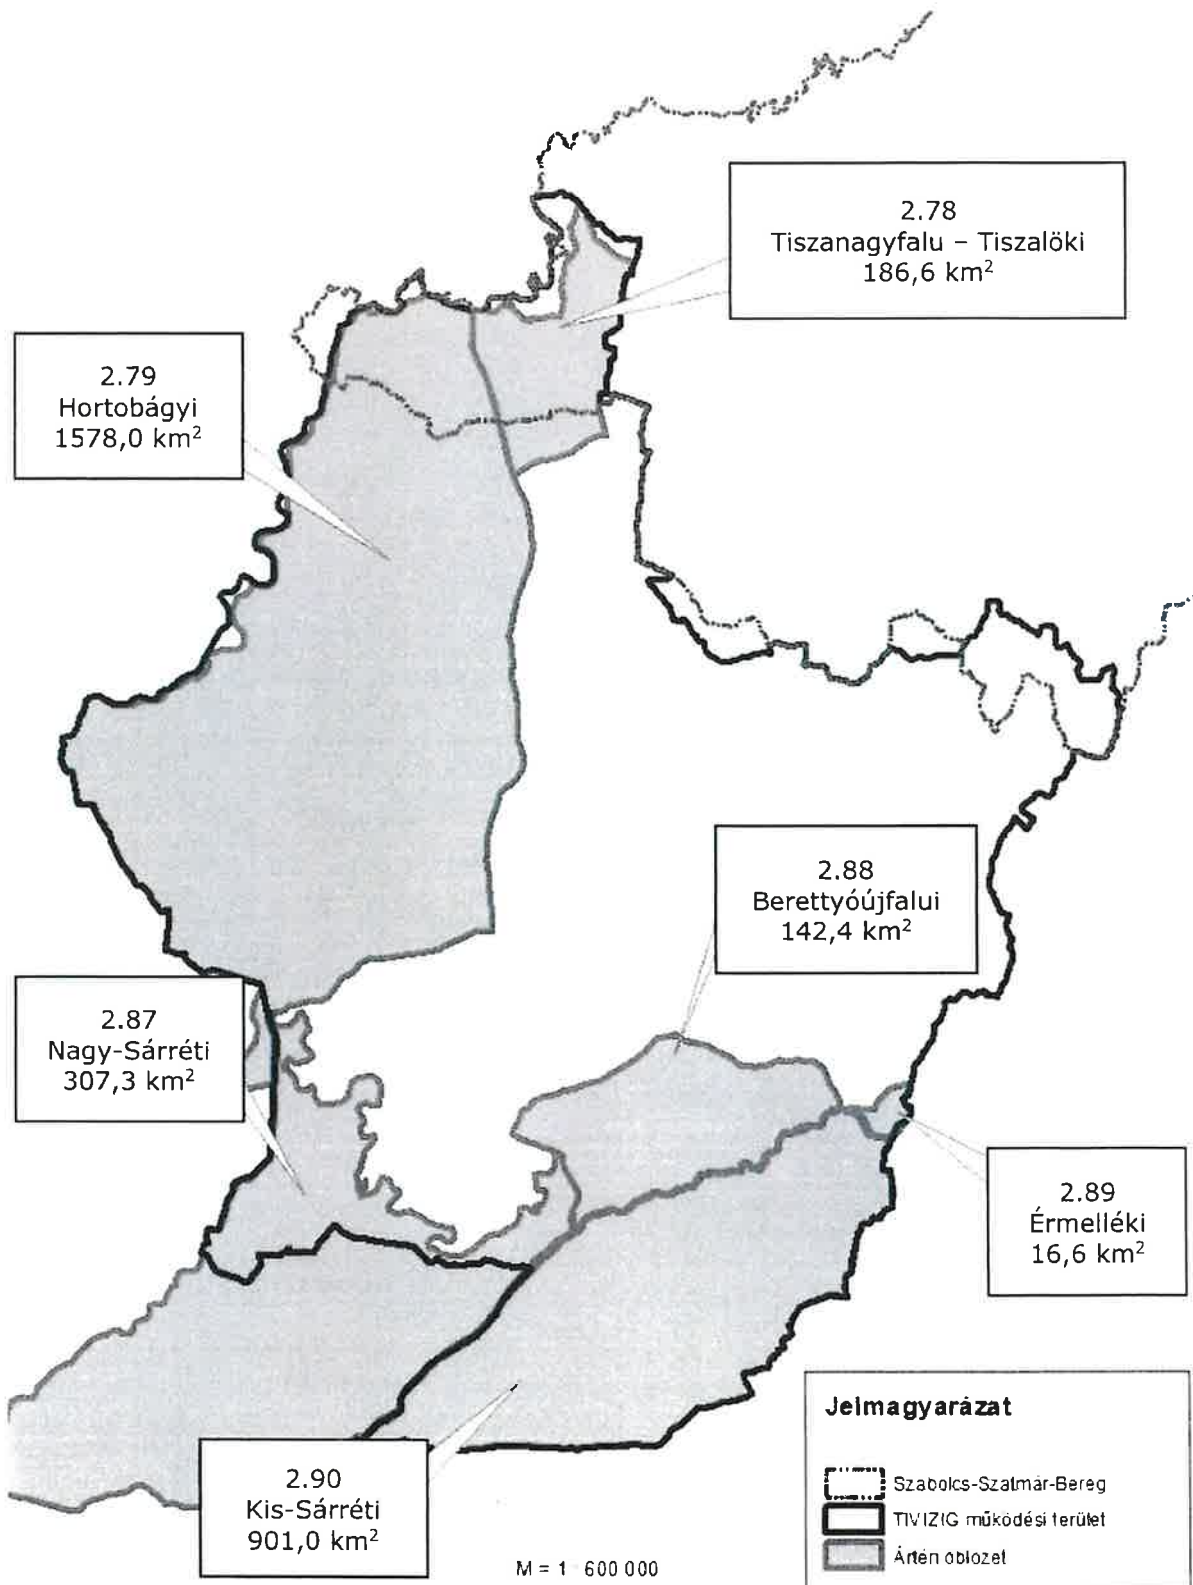 2.78
Tiszanagyfalu – Tiszalöki
186,6 km²
2.79
Hortobágyi
1578,0 km²
2.88
Berettyóújfalui
142,4 km²
2.87
Nagy-Sárréti
307,3 km²
2.89
Érmelléki
16,6 km²
2.90
Kis-Sárréti
901,0 km²
Jelmagyarázat
Szabolcs-Szatmár-Bereg
TIVIZIG működési terület
Ártéri öblözet
M = 1 600 000